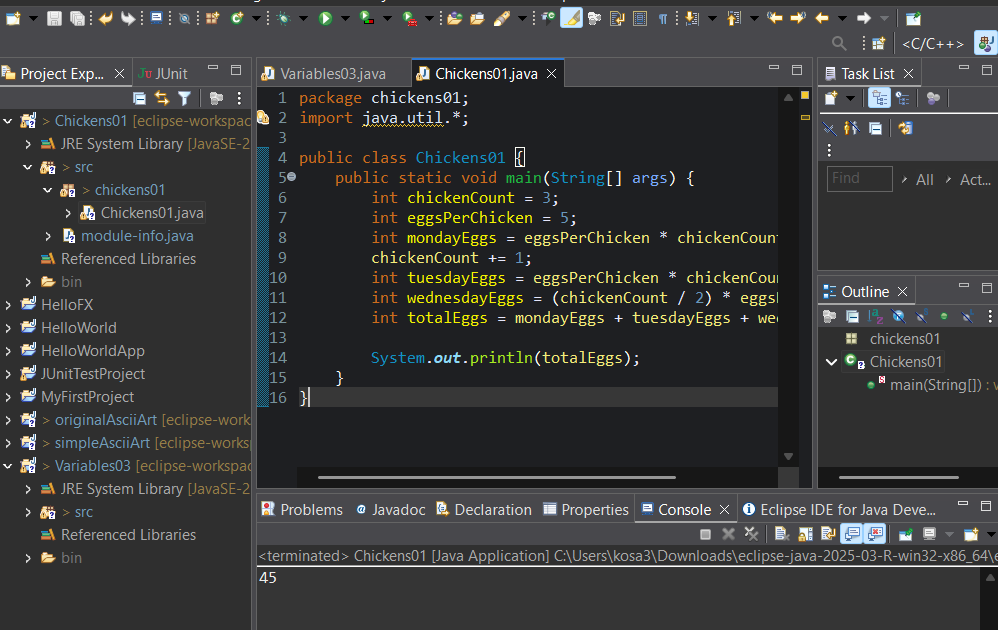 <C/C++>
Project Exp...
JUnit
Chickens01 [eclipse-workspac
JRE System Library [JavaSE-2
> src
> chickens01
Chickens01.java
module-info.java
Referenced Libraries
bin
HelloFX
HelloWorld
HelloWorldApp
JUnitTestProject
MyFirstProject
> originalAsciiArt [eclipse-work
> simpleAsciiArt [eclipse-works
> Variables03 [eclipse-workspac
JRE System Library [JavaSE-2
> src
Referenced Libraries
bin
Variables03.java
Chickens01.java
1 package chickens01;
2 import java.util.*;
3
4 public class Chickens01 {
5 public static void main(String[] args) {
6 int chickenCount = 3;
7 int eggsPerChicken = 5;
8 int mondayEggs = eggsPerChicken * chickenCount
9 chickenCount += 1;
10 int tuesdayEggs = eggsPerChicken * chickenCou
11 int wednesdayEggs = (chickenCount / 2) * eggs
12 int totalEggs = mondayEggs + tuesdayEggs + wed
13
14 System.out.println(totalEggs);
15 }
16 }
Task List
Find
All
Act...
Outline
chickens01
Chickens01
main(String[]) : v
Problems
Javadoc
Declaration
Properties
Console
Eclipse IDE for Java Deve...
<terminated> Chickens01 [Java Application] C:\Users\kosa3\Downloads\eclipse-java-2025-03-R-win32-x86_64\e
45